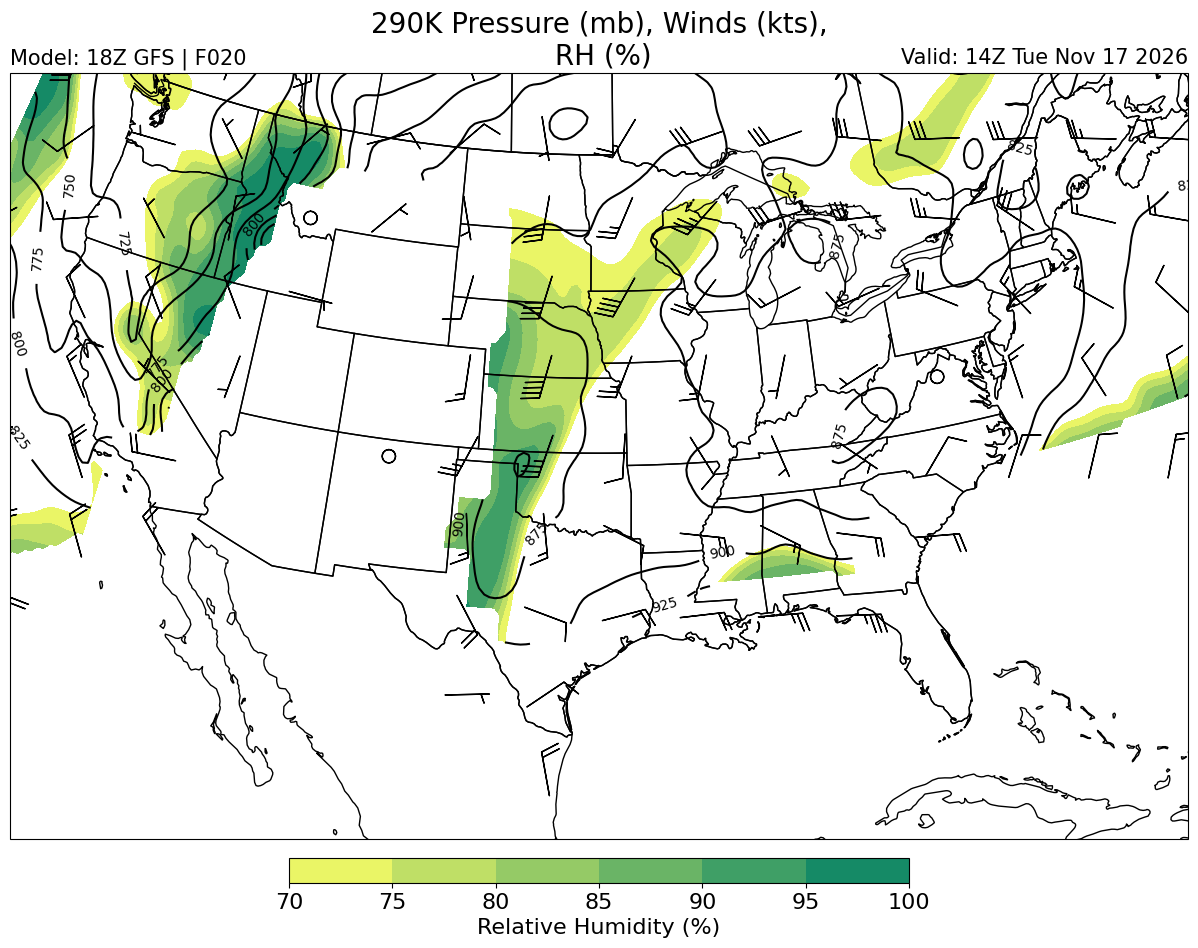 290K Pressure (mb), Winds (kts),
RH (%)
Model: 18Z GFS | F020
Valid: 14Z Tue Nov 17 2026
825
750
725
775
800
875
800
775
800
825
875
900
875
900
925
70 75 80 85 90 95 100
Relative Humidity (%)